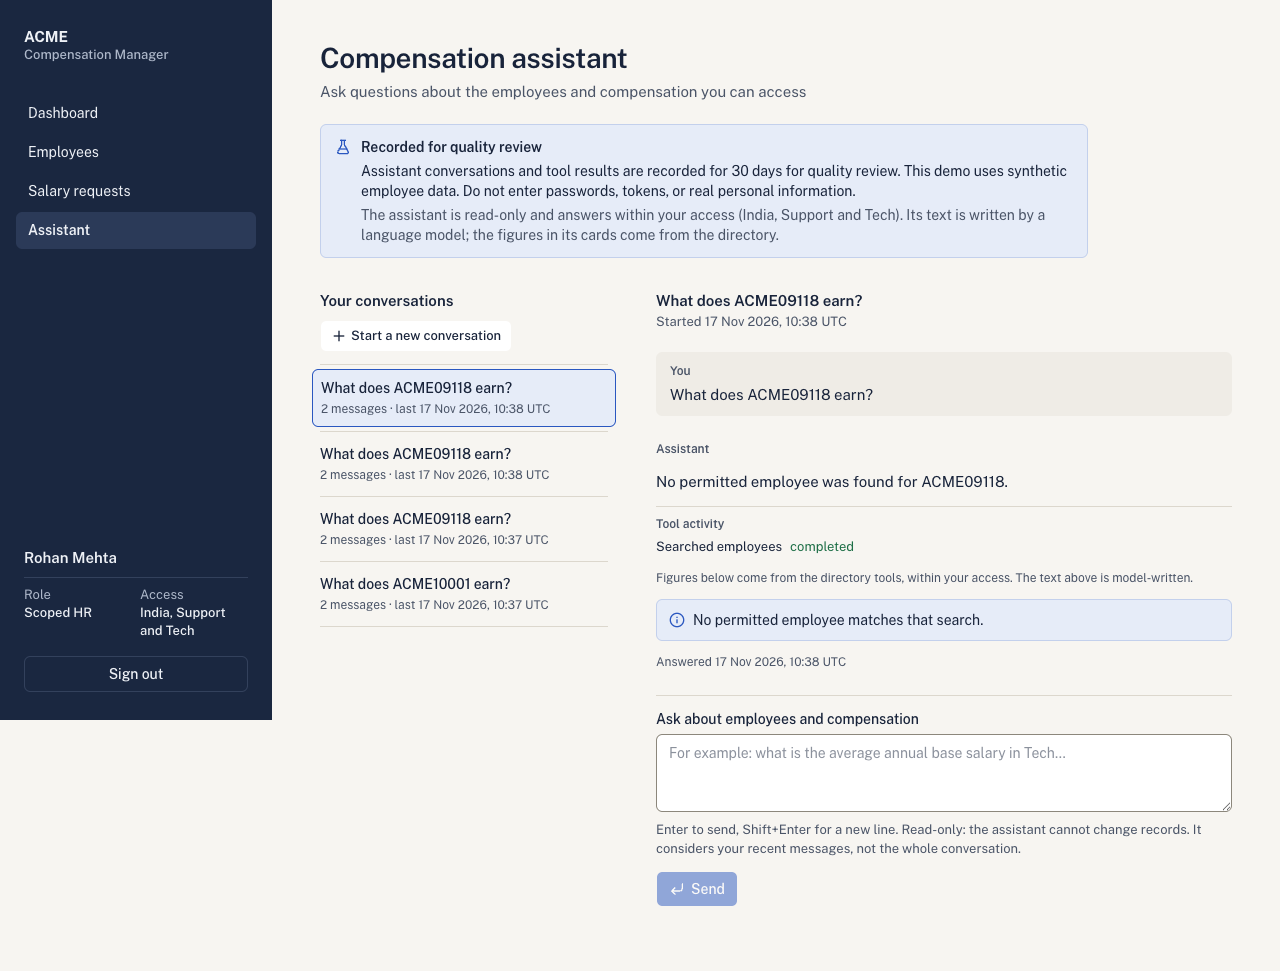 ACME
Compensation Manager
Dashboard
Employees
Salary requests
Assistant
Rohan Mehta
Role
Scoped HR
Access
India, Support
and Tech
Sign out
Compensation assistant
Ask questions about the employees and compensation you can access
Recorded for quality review
Assistant conversations and tool results are recorded for 30 days for quality review. This demo uses synthetic
employee data. Do not enter passwords, tokens, or real personal information.
The assistant is read-only and answers within your access (India, Support and Tech). Its text is written by a
language model; the figures in its cards come from the directory.
Your conversations
Start a new conversation
What does ACME09118 earn?
2 messages · last 17 Nov 2026, 10:38 UTC
What does ACME09118 earn?
2 messages · last 17 Nov 2026, 10:38 UTC
What does ACME09118 earn?
2 messages · last 17 Nov 2026, 10:37 UTC
What does ACME10001 earn?
2 messages · last 17 Nov 2026, 10:37 UTC
What does ACME09118 earn?
Started 17 Nov 2026, 10:38 UTC
You
What does ACME09118 earn?
Assistant
No permitted employee was found for ACME09118.
Tool activity
Searched employees completed
Figures below come from the directory tools, within your access. The text above is model-written.
No permitted employee matches that search.
Answered 17 Nov 2026, 10:38 UTC
Ask about employees and compensation
For example: what is the average annual base salary in Tech...
Enter to send, Shift+Enter for a new line. Read-only: the assistant cannot change records. It
considers your recent messages, not the whole conversation.
Send